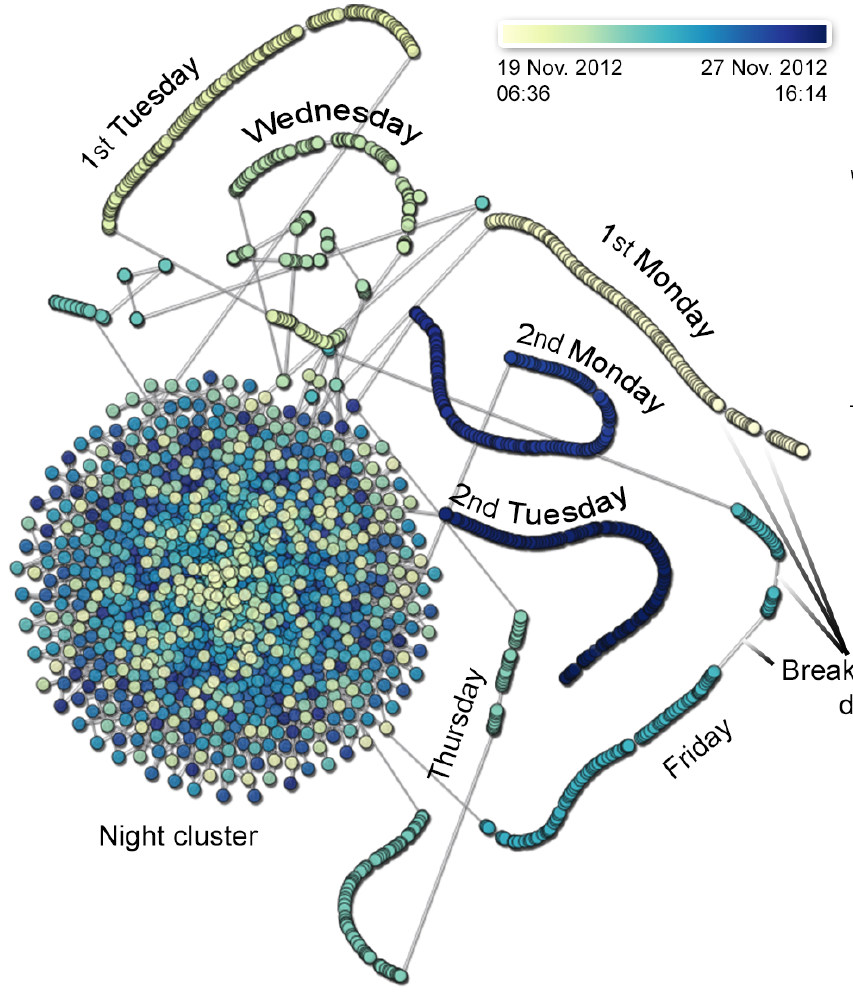 19 Nov. 2012
06:36
27 Nov. 2012
16:14
1st Tuesday
Wednesday
1st Monday
2nd Monday
2nd Tuesday
Thursday
Friday
Break
d
Night cluster